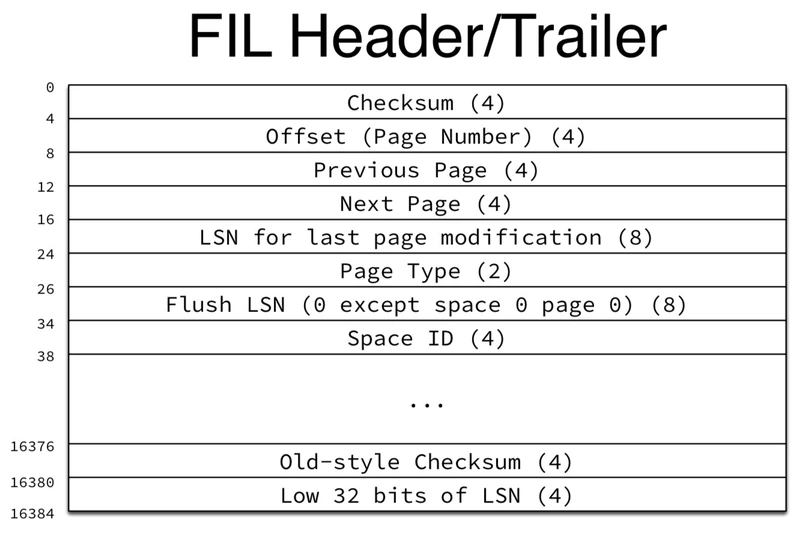 FIL Header/Trailer
0
Checksum (4)
4
Offset (Page Number) (4)
8
Previous Page (4)
12
Next Page (4)
16
LSN for last page modification (8)
24
Page Type (2)
26
Flush LSN (0 except space 0 page 0) (8)
34
Space ID (4)
38
...
16376
Old-style Checksum (4)
16380
Low 32 bits of LSN (4)
16384